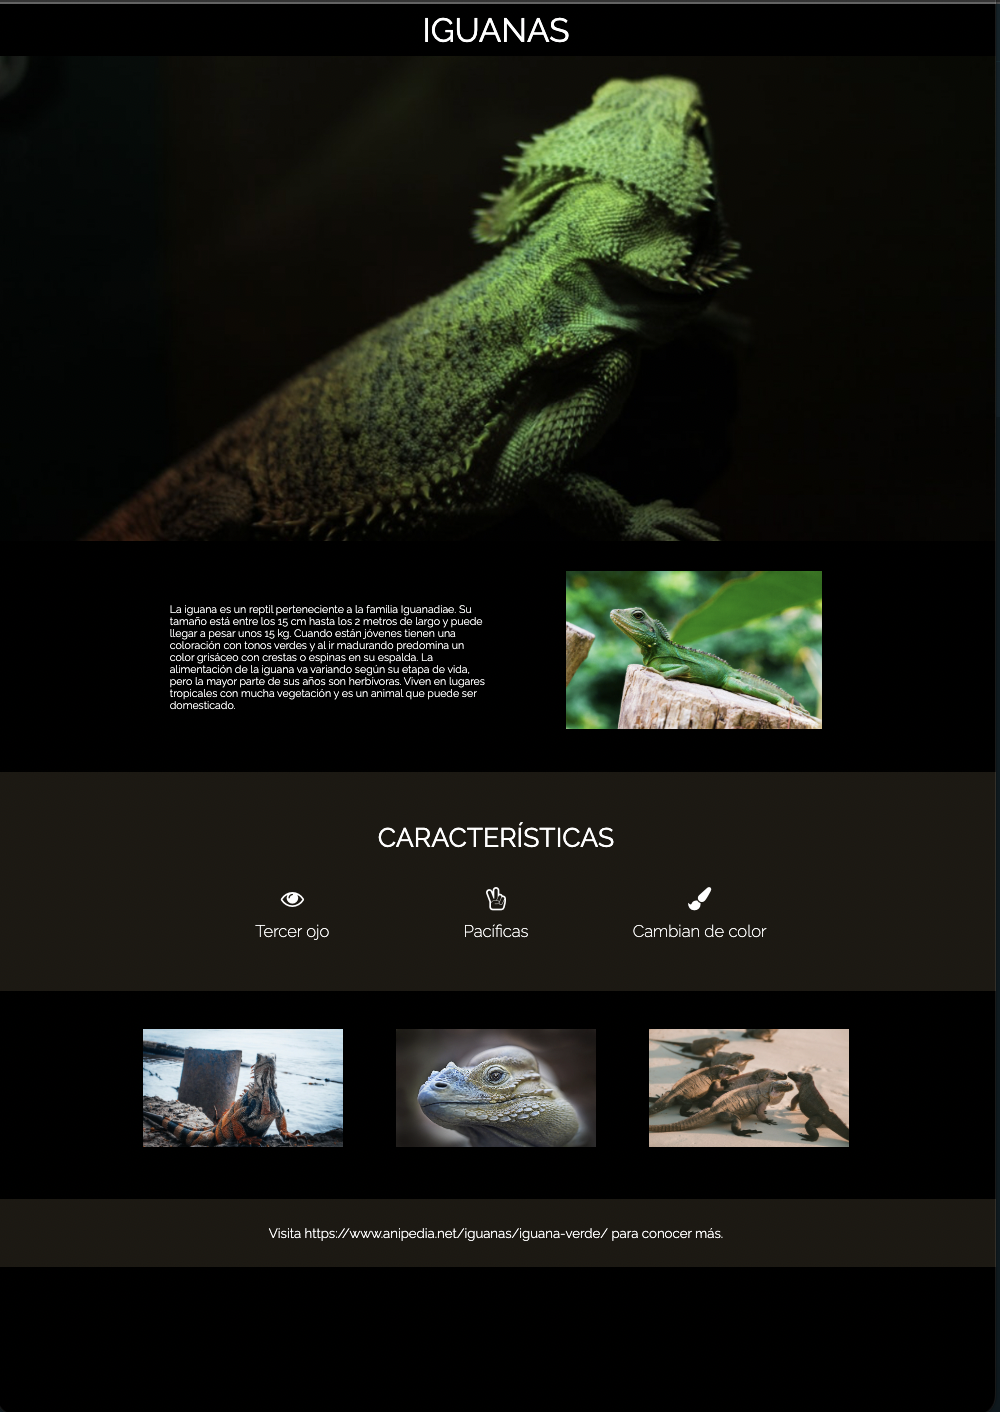 IGUANAS
La iguana es un reptil perteneciente a la familia Iguanadiae. Su
tamaño está entre los 15 cm hasta los 2 metros de largo y puede
llegar a pesar unos 15 kg. Cuando están jóvenes tienen una
coloración con tonos verdes y al ir madurando predomina un
color grisáceo con crestas o espinas en su espalda. La
alimentación de la iguana va variando según su etapa de vida,
pero la mayor parte de sus años son herbívoras. Viven en lugares
tropicales con mucha vegetación y es un animal que puede ser
domesticado.
CARACTERÍSTICAS
Tercer ojo
Pacíficas
Cambian de color
Visita https://www.anipedia.net/iguanas/iguana-verde/ para conocer más.